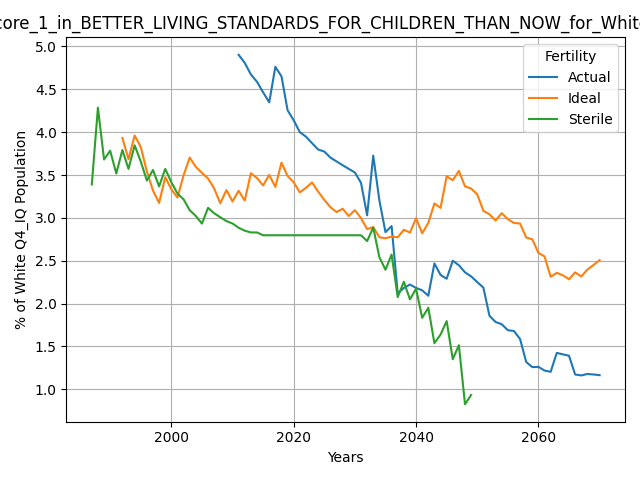 core_1_in_BETTER_LIVING_STANDARDS_FOR_CHILDREN_THAN_NOW_for_White
Fertility
Actual
Ideal
Sterile
% of White Q4_IQ Population
5.0
4.5
4.0
3.5
3.0
2.5
2.0
1.5
1.0
2000 2020 2040 2060
Years